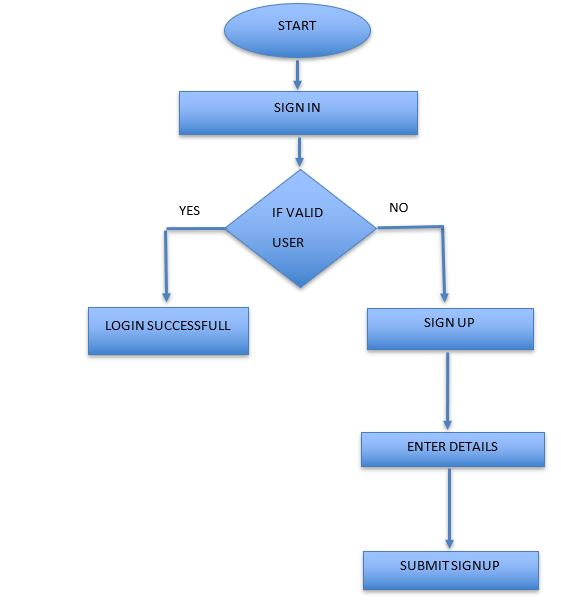 START
SIGN IN
YES
IF VALID
USER
NO
LOGIN SUCCESSFULL
SIGN UP
ENTER DETAILS
SUBMIT SIGNUP